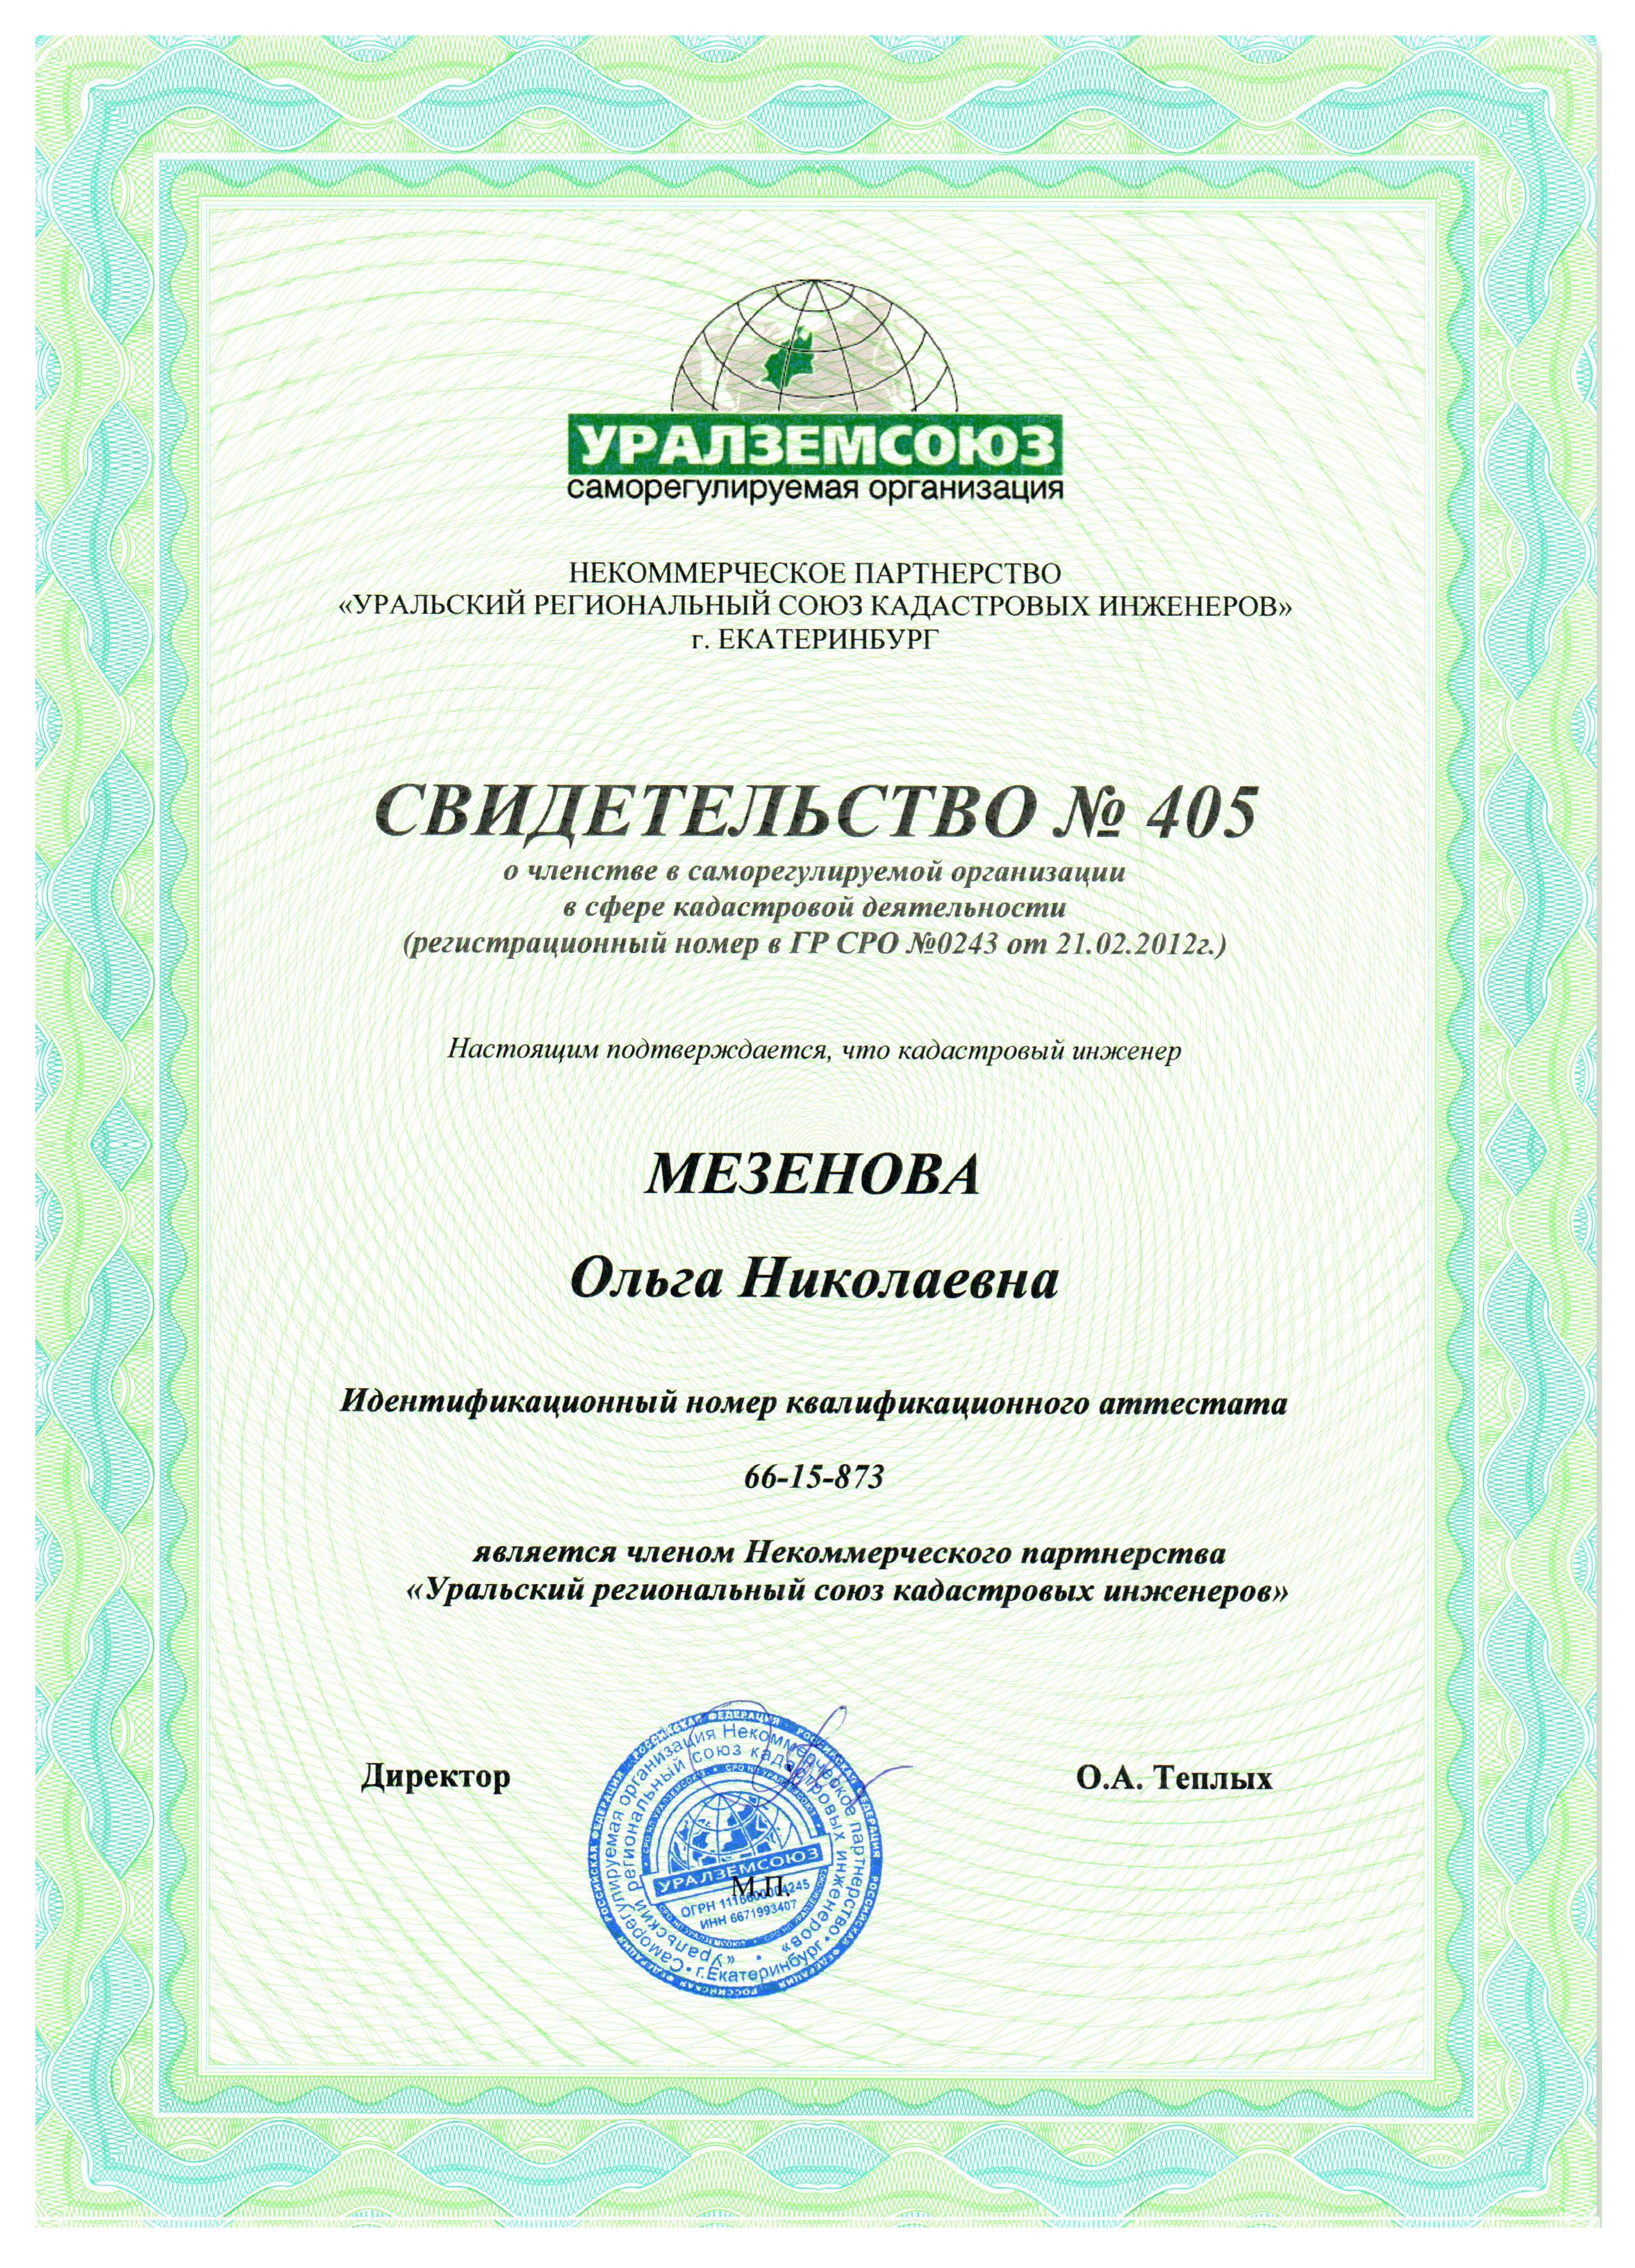 УРАЛЗЕМСОЮЗ
саморегулируемая организация
НЕКОММЕРЧЕСКОЕ ПАРТНЕРСТВО
«УРАЛЬСКИЙ РЕГИОНАЛЬНЫЙ СОЮЗ КАДАСТРОВЫХ ИНЖЕНЕРОВ»
г. ЕКАТЕРИНБУРГ
СВИДЕТЕЛЬСТВО № 405
о членстве в саморегулируемой организации
в сфере кадастровой деятельности
(регистрационный номер в ГР СРО №0243 от 21.02.2012г.)
Настоящим подтверждается, что кадастровый инженер
МЕЗЕНОВА
Ольга Николаевна
Идентификационный номер квалификационного аттестата
66-15-873
является членом Некоммерческого партнерства
«Уральский региональный союз кадастровых инженеров»
Директор
О.А. Теплых
РОССИЙСКАЯ ФЕДЕРАЦИЯ
Саморегулируемая организация Некоммерческое партнерство
«Уральский региональный союз кадастровых инженеров»
г.Екатеринбург
УРАЛЗЕМСОЮЗ
М.П.
ОГРН
ИНН 6671993407